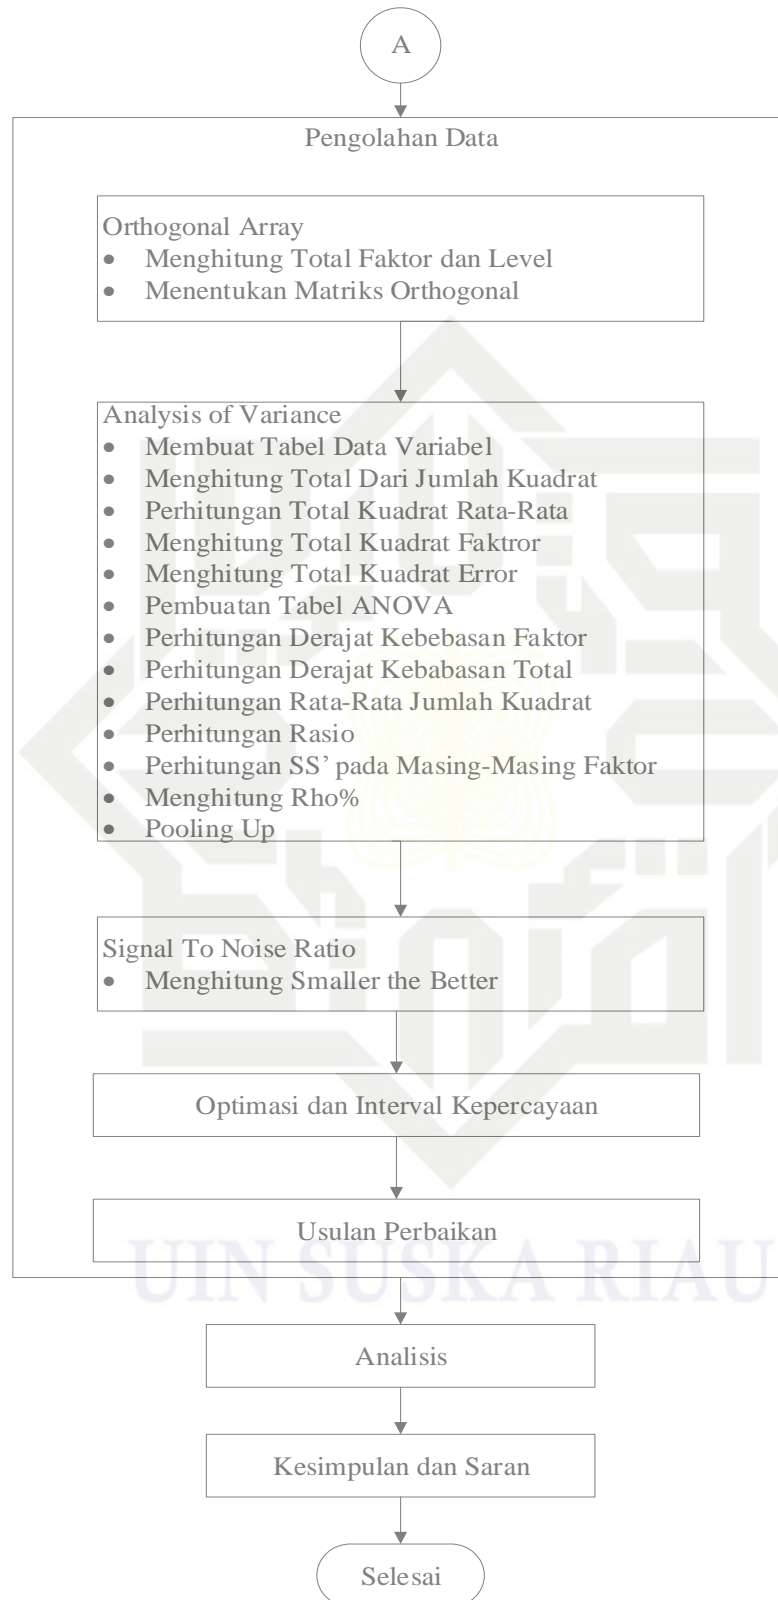 A
Pengolahan Data
Orthogonal Array
• Menghitung Total Faktor dan Level
• Menentukan Matriks Orthogonal
Analysis of Variance
• Membuat Tabel Data Variabel
• Menghitung Total Dari Jumlah Kuadrat
• Perhitungan Total Kuadrat Rata-Rata
• Menghitung Total Kuadrat Faktror
• Menghitung Total Kuadrat Error
• Pembuatan Tabel ANOVA
• Perhitungan Derajat Kebebasan Faktor
• Perhitungan Derajat Kebabasan Total
• Perhitungan Rata-Rata Jumlah Kuadrat
• Perhitungan Rasio
• Perhitungan SS’ pada Masing-Masing Faktor
• Menghitung Rho%
• Pooling Up
Signal To Noise Ratio
• Menghitung Smaller the Better
Optimasi dan Interval Kepercayaan
Usulan Perbaikan
UIN SUSKA RIAU
Analisis
Kesimpulan dan Saran
Selesai